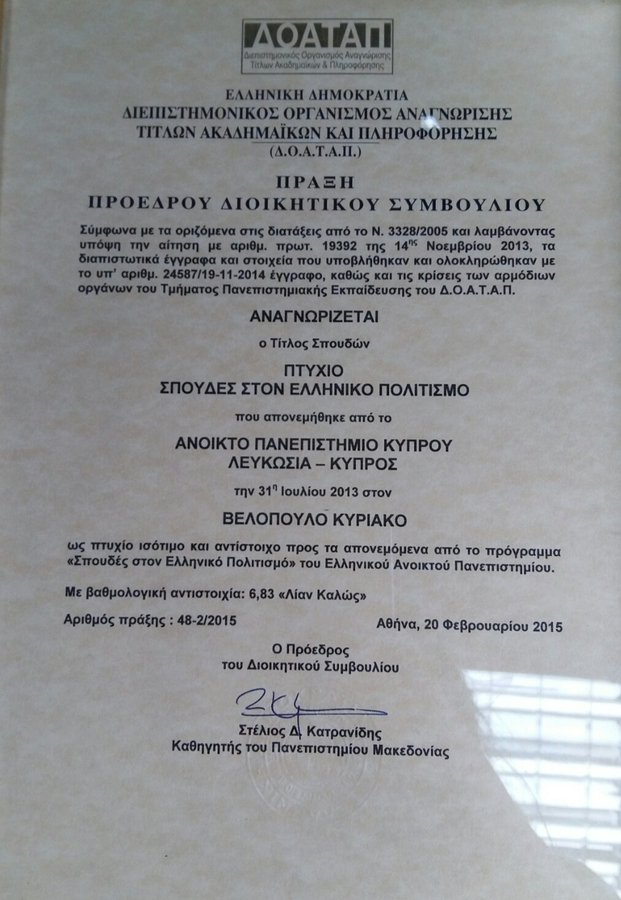 ΔΟΑΤΑΠ
Διεπιστημονικός Οργανισμός Αναγνώρισης
Τίτλων Ακαδημαϊκών & Πληροφόρησης
ΕΛΛΗΝΙΚΗ ΔΗΜΟΚΡΑΤΙΑ
ΔΙΕΠΙΣΤΗΜΟΝΙΚΟΣ ΟΡΓΑΝΙΣΜΟΣ ΑΝΑΓΝΩΡΙΣΗΣ
ΤΙΤΛΩΝ ΑΚΑΔΗΜΑΪΚΩΝ ΚΑΙ ΠΛΗΡΟΦΟΡΗΣΗΣ
(Δ.Ο.Α.Τ.Α.Π.)
ΠΡΑΞΗ
ΠΡΟΕΔΡΟΥ ΔΙΟΙΚΗΤΙΚΟΥ ΣΥΜΒΟΥΛΙΟΥ
Σύμφωνα με τα οριζόμενα στις διατάξεις από το Ν. 3328/2005 και λαμβάνοντας
υπόψη την αίτηση με αριθμ. πρωτ. 19392 της 14ης Νοεμβρίου 2013, τα
διαπιστωτικά έγγραφα και στοιχεία που υποβλήθηκαν και ολοκληρώθηκαν με
το υπ' αριθμ. 24587/19-11-2014 έγγραφο, καθώς και τις κρίσεις των αρμόδιων
οργάνων του Τμήματος Πανεπιστημιακής Εκπαίδευσης του Δ.Ο.Α.Τ.Α.Π.
ΑΝΑΓΝΩΡΙΖΕΤΑΙ
ο Τίτλος Σπουδών
ΠΤΥΧΙΟ
ΣΠΟΥΔΕΣ ΣΤΟΝ ΕΛΛΗΝΙΚΟ ΠΟΛΙΤΙΣΜΟ
που απονεμήθηκε από το
ΑΝΟΙΚΤΟ ΠΑΝΕΠΙΣΤΗΜΙΟ ΚΥΠΡΟΥ
ΛΕΥΚΩΣΙΑ – ΚΥΠΡΟΣ
την 31η Ιουλίου 2013 στον
ΒΕΛΟΠΟΥΛΟ ΚΥΡΙΑΚΟ
ως πτυχίο ισότιμο και αντίστοιχο προς τα απονεμόμενα από το πρόγραμμα
«Σπουδές στον Ελληνικό Πολιτισμό» του Ελληνικού Ανοικτού Πανεπιστημίου.
Με βαθμολογική αντιστοιχία: 6,83 «Λίαν Καλώς»
Αριθμός πράξης : 48-2/2015 Αθήνα, 20 Φεβρουαρίου 2015
Ο Πρόεδρος
του Διοικητικού Συμβουλίου
Στέλιος Δ. Κατρανίδης
Καθηγητής του Πανεπιστημίου Μακεδονίας